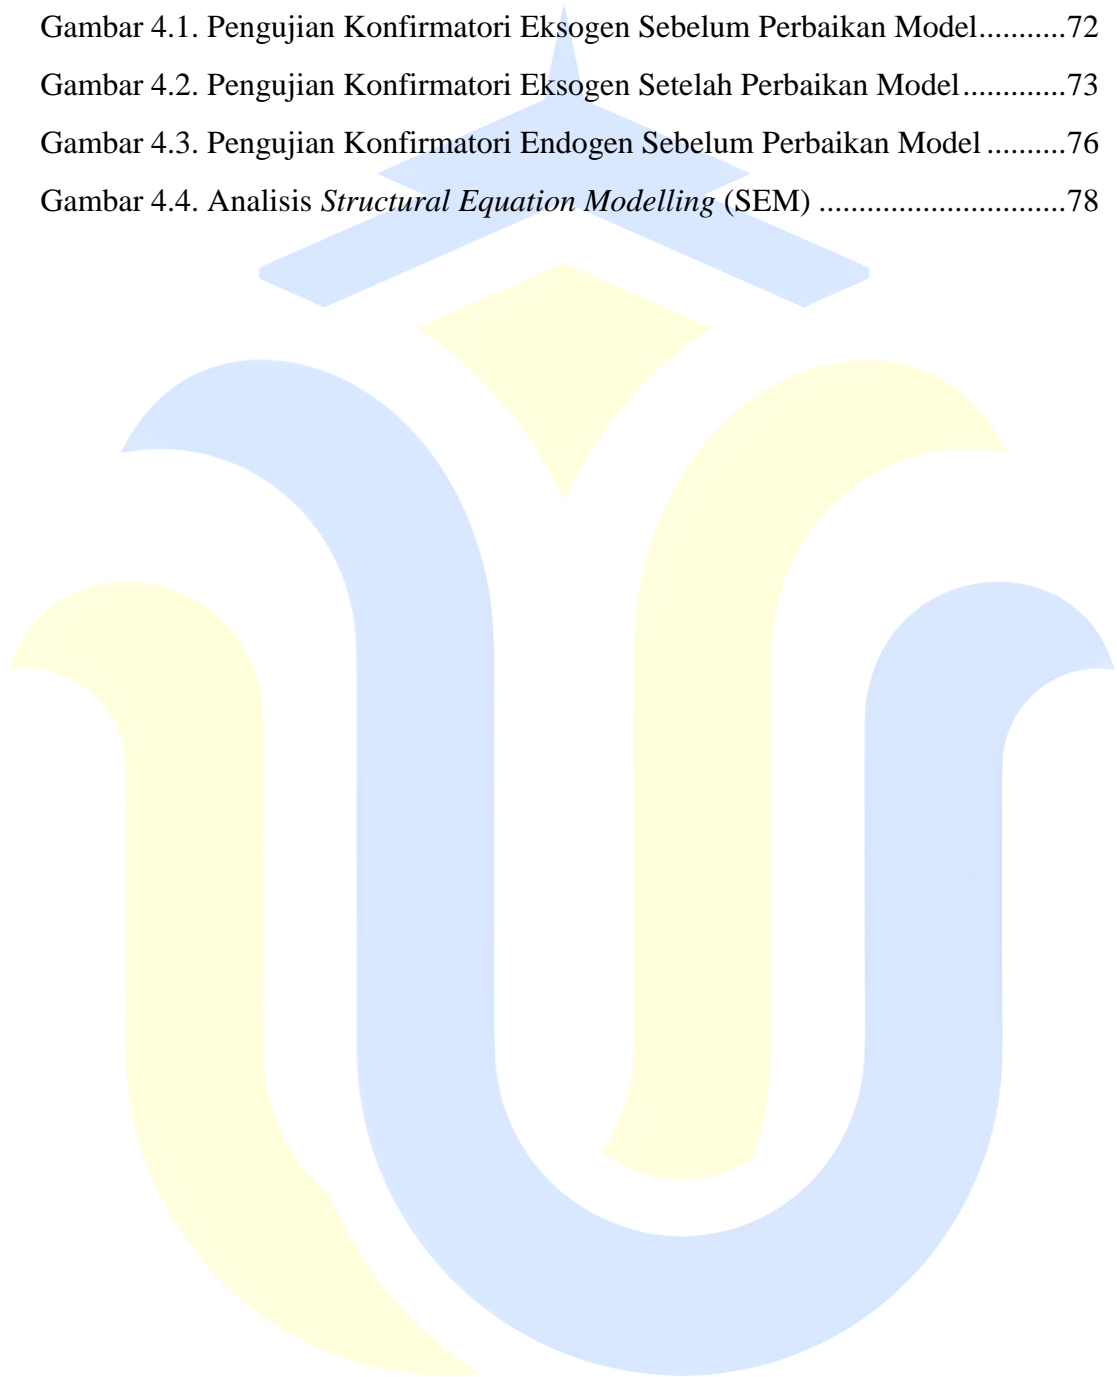 Gambar 4.1. Pengujian Konfirmatori Eksogen Sebelum Perbaikan Model...........72
Gambar 4.2. Pengujian Konfirmatori Eksogen Setelah Perbaikan Model.............73
Gambar 4.3. Pengujian Konfirmatori Endogen Sebelum Perbaikan Model ..........76
Gambar 4.4. Analisis Structural Equation Modelling (SEM) ...............................78